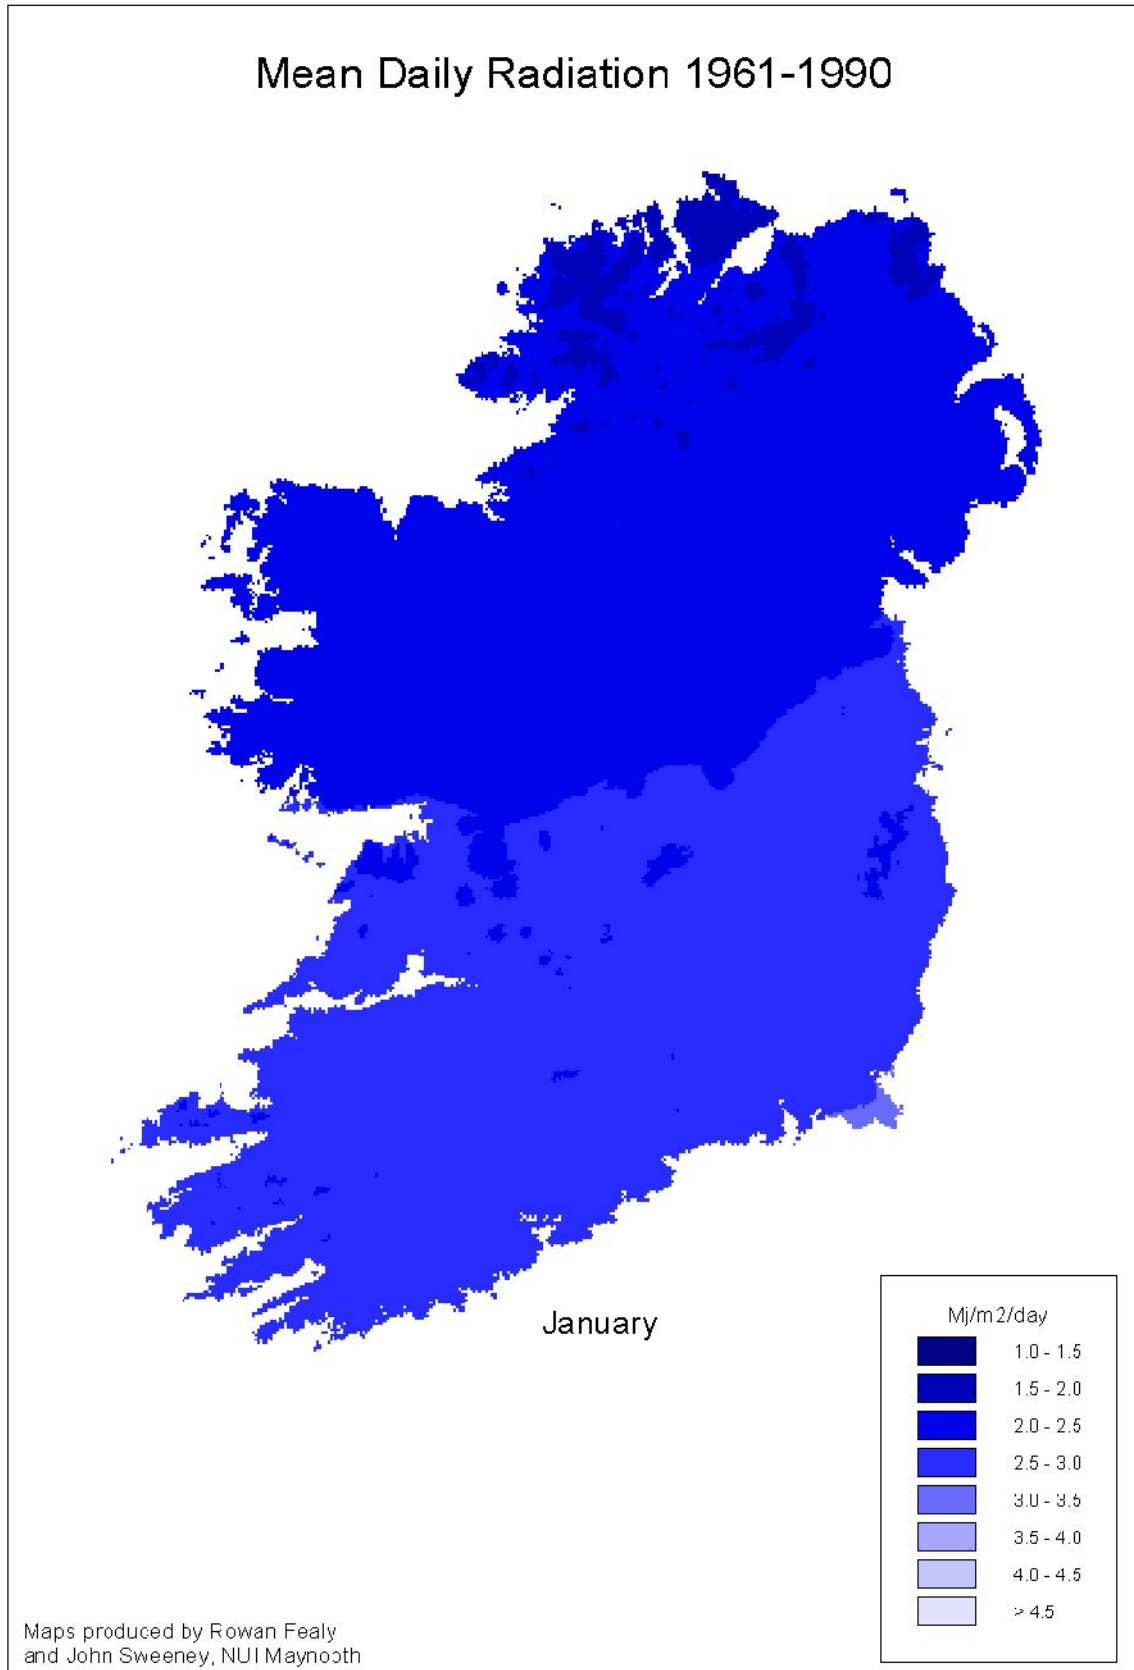 Mean Daily Radiation 1961-1990
January
Mj/m2/day
1.0 - 1.5
1.5 - 2.0
2.0 - 2.5
2.5 - 3.0
3.0 - 3.5
3.5 - 4.0
4.0 - 4.5
> 4.5
Maps produced by Rowan Fealy
and John Sweeney, NUI Maynooth